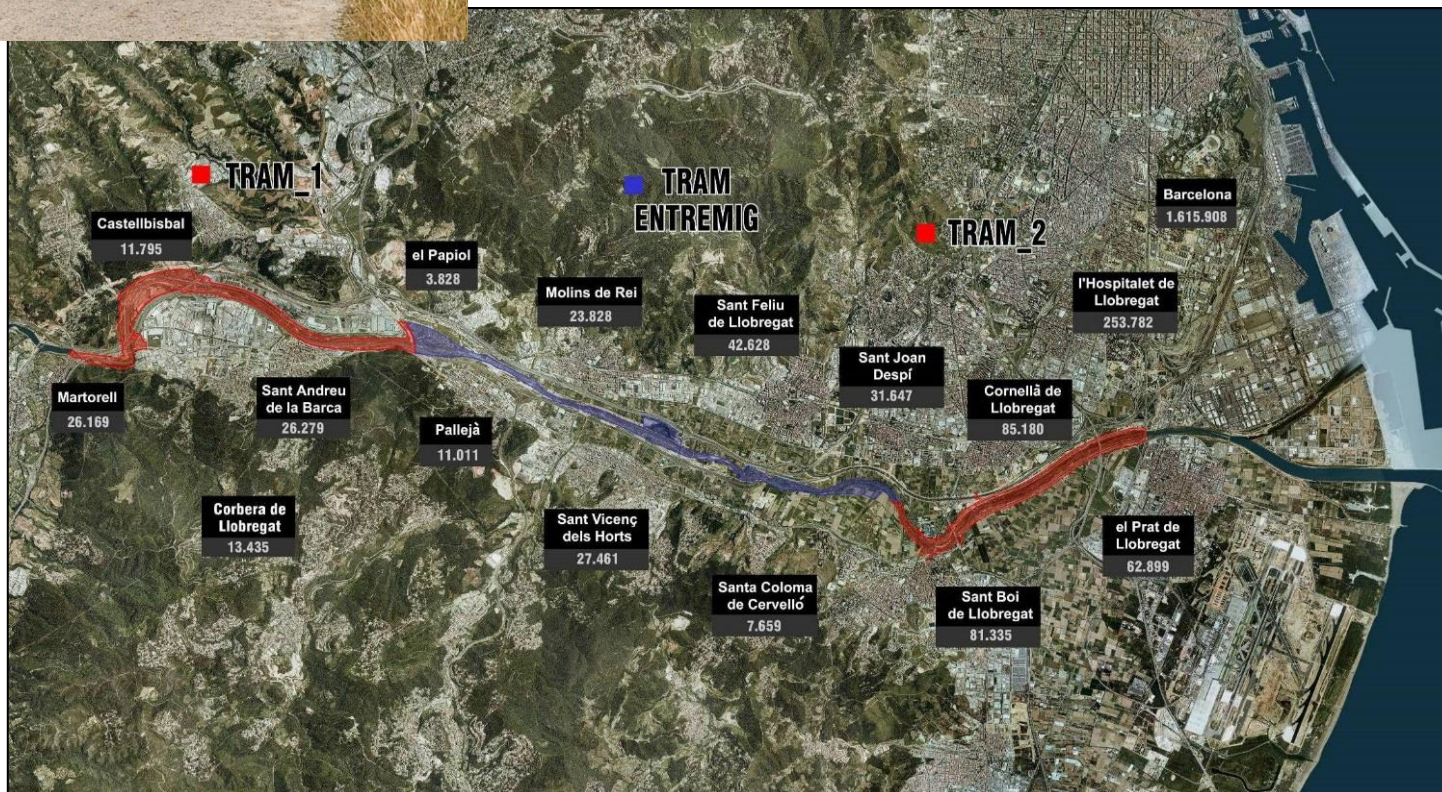 TRAM_1
TRAM
ENTREMIG
TRAM_2
Barcelona
1.615.908
Castellbisbal
11.795
el Papiol
3.828
Molins de Rei
23.828
Sant Feliu
de Llobregat
42.628
l'Hospitalet de
Llobregat
253.782
Sant Joan
Despí
31.647
Cornellà de
Llobregat
85.180
Martorell
26.169
Sant Andreu
de la Barca
26.279
Pallejà
11.011
Corbera de
Llobregat
13.435
Sant Vicenç
dels Horts
27.461
el Prat de
Llobregat
62.899
Santa Coloma
de Cervelló
7.659
Sant Boi
de Llobregat
81.335